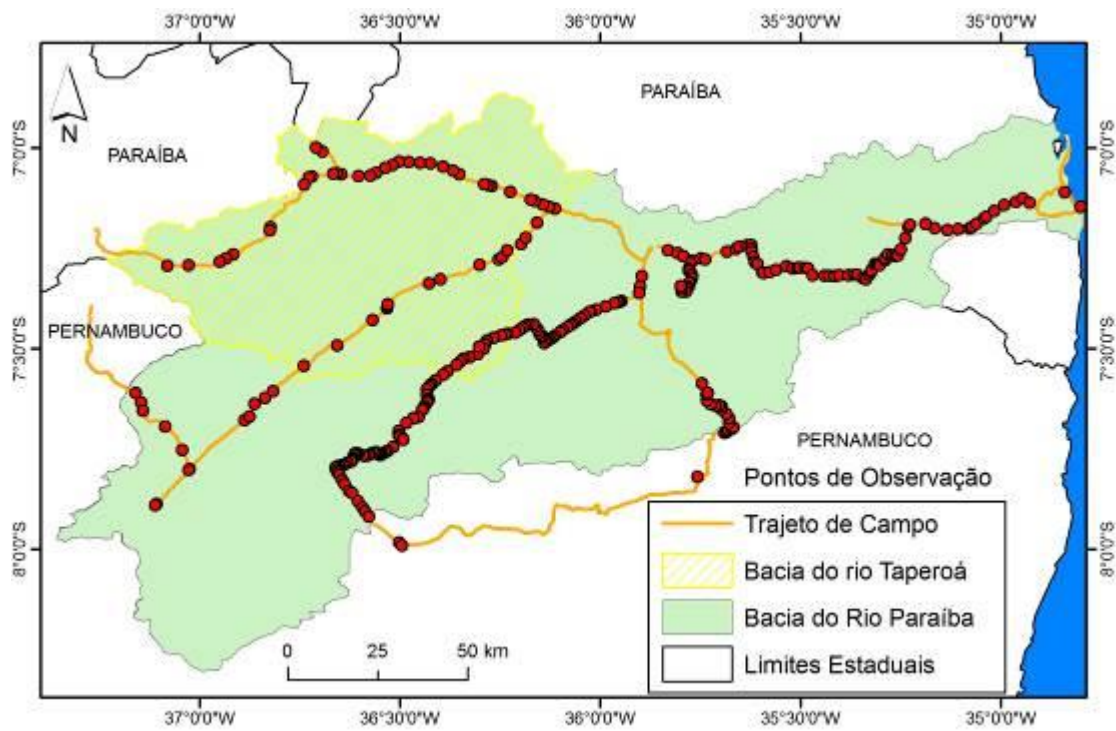 37°0'0"W 36°30'0"W 36°0'0"W 35°30'0"W 35°0'0"W
PARAÍBA
N
PARAÍBA
7°0'0"S 7°0'0"S
PERNAMBUCO
7°30'0"S 7°30'0"S
PERNAMBUCO
Pontos de Observação
Trajeto de Campo
8°0'0"S 8°0'0"S
Bacia do rio Taperoá
Bacia do Rio Paraíba
0 25 50 km
Limites Estaduais
37°0'0"W 36°30'0"W 36°0'0"W 35°30'0"W 35°0'0"W